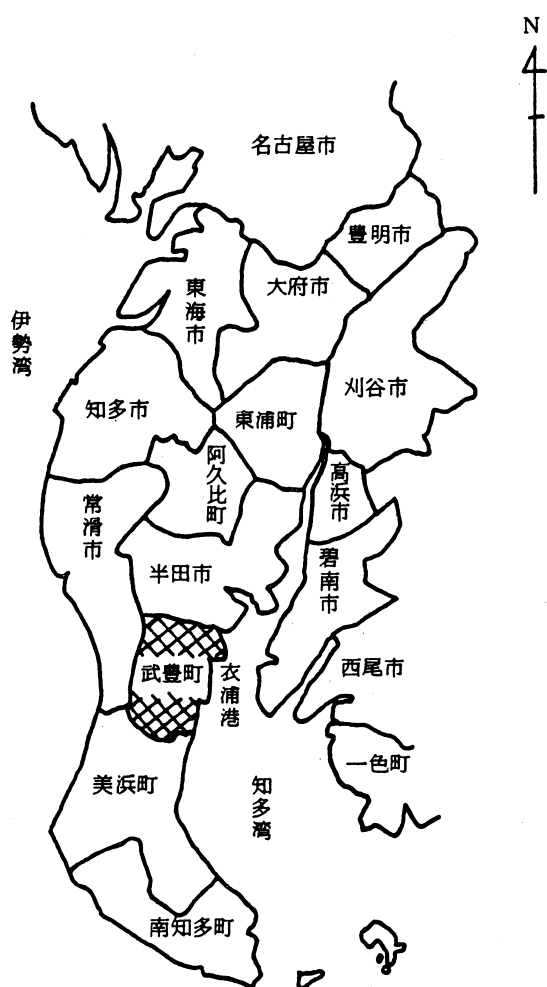 N
名古屋市
豊明市
大府市
東海市
伊勢湾
刈谷市
知多市
東浦町
阿久比町
高浜市
常滑市
碧南市
半田市
西尾市
武豊町
衣浦港
一色町
美浜町
知多湾
南知多町